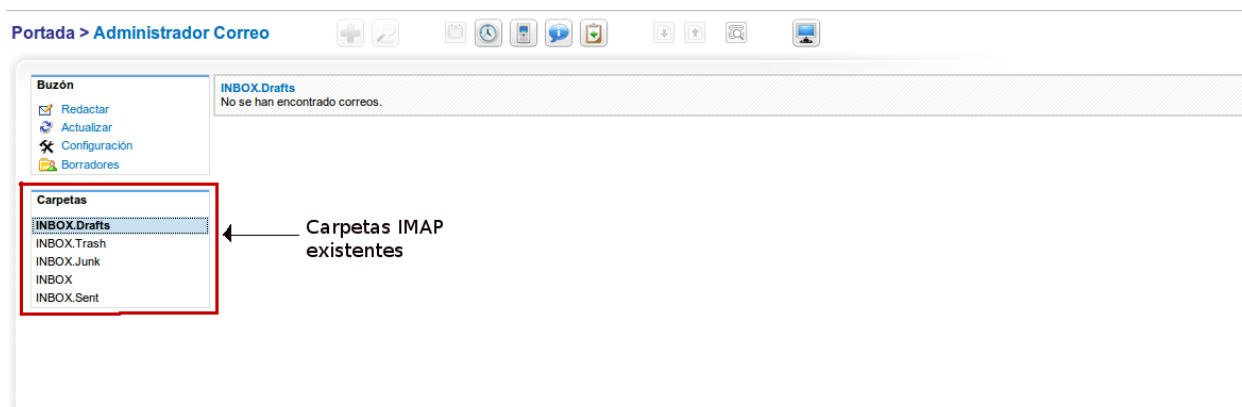 Portada > Administrador Correo
Buzón
Redactar
Actualizar
Configuración
Borradores
INBOX.Drafts
No se han encontrado correos.
Carpetas
INBOX.Drafts
INBOX.Trash
INBOX.Junk
INBOX
INBOX.Sent
Carpetas IMAP
existentes